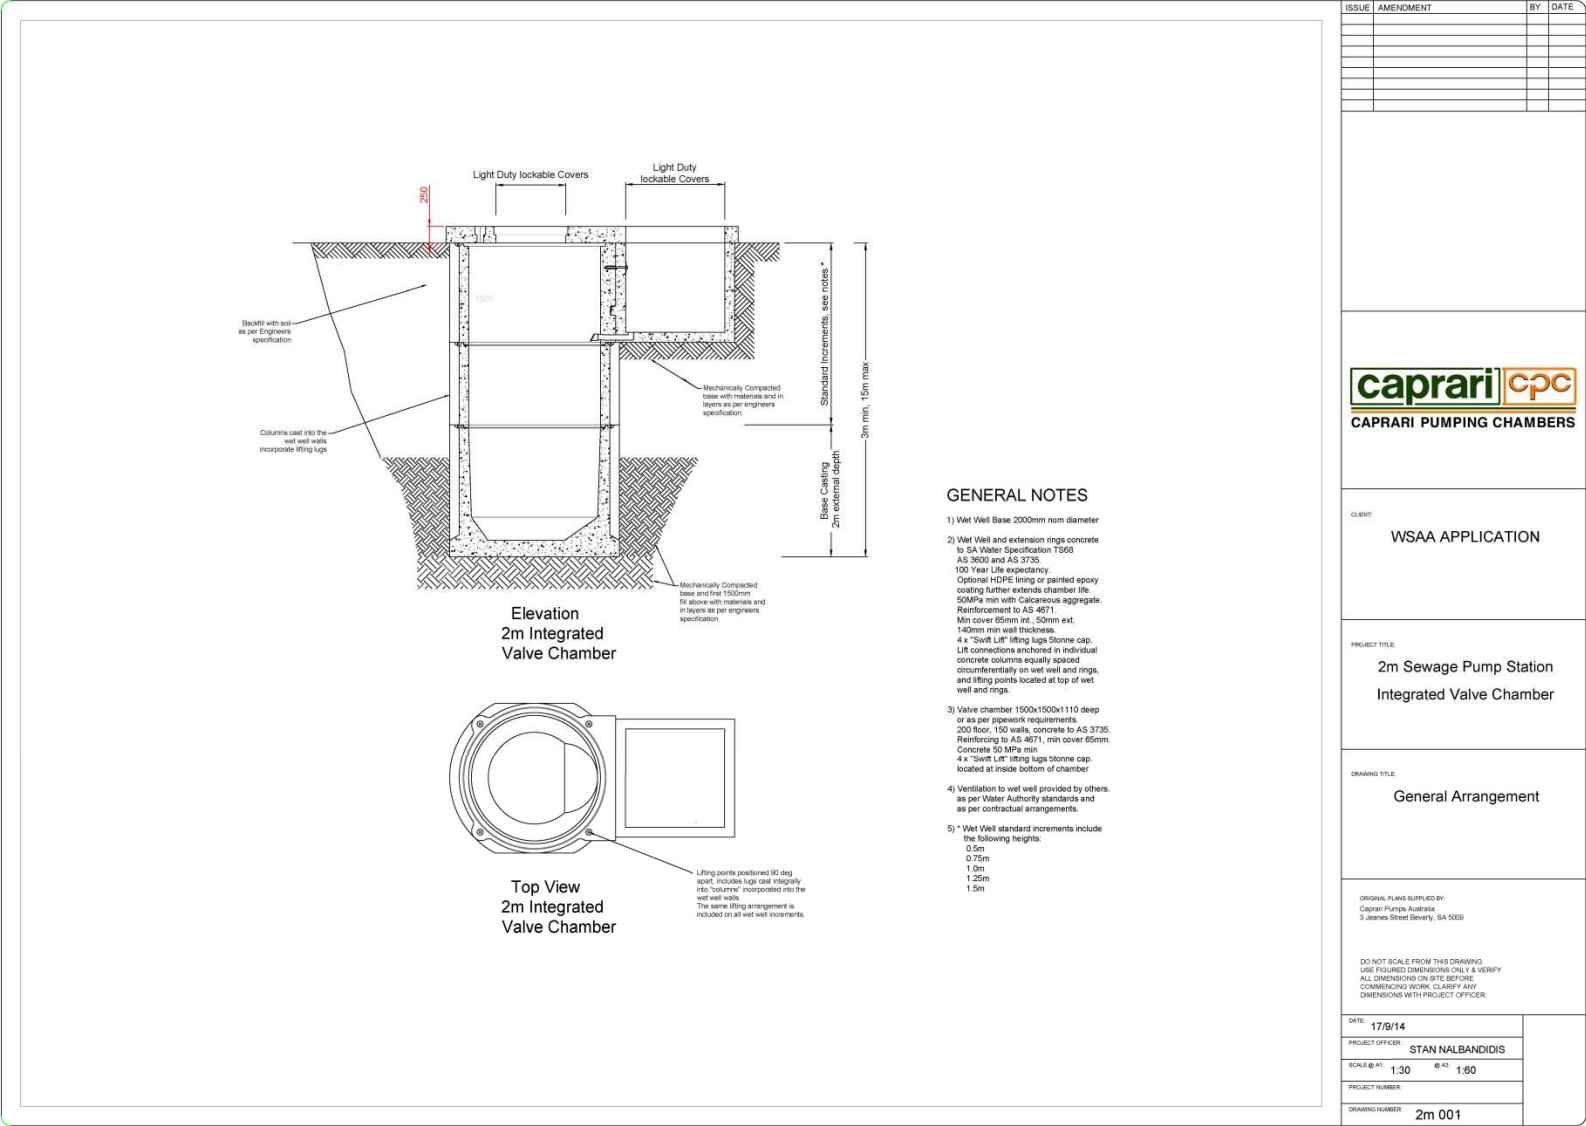 ISSUE AMENDMENT BY DATE
Light Duty lockable Covers
Light Duty
lockable Covers
250
1500
Backfill with soil
as per Engineers
specification
Columns cast into the
wet well walls
incorporate lifting lugs
Mechanically Compacted
base with materials and in
layers as per engineers
specification.
Standard Increments, see notes *
3m min, 15m max
Base Casting
2m external depth
Mechanically Compacted
base and first 1500mm
fill above with materials and
in layers as per engineers
specification.
Elevation
2m Integrated
Valve Chamber
Lifting points positioned 90 deg
apart, includes lugs cast integrally
into "columns" incorporated into the
wet well walls.
The same lifting arrangement is
included on all wet well increments.
Top View
2m Integrated
Valve Chamber
GENERAL NOTES
1) Wet Well Base 2000mm nom diameter
2) Wet Well and extension rings concrete
to SA Water Specification TS68
AS 3600 and AS 3735.
100 Year Life expectancy.
Optional HDPE lining or painted epoxy
coating further extends chamber life.
50MPa min with Calcareous aggregate.
Reinforcement to AS 4671.
Min cover 65mm int., 50mm ext.
140mm min wall thickness.
4 x "Swift Lift" lifting lugs 5tonne cap.
Lift connections anchored in individual
concrete columns equally spaced
circumferentially on wet well and rings,
and lifting points located at top of wet
well and rings.
3) Valve chamber 1500x1500x1110 deep
or as per pipework requirements.
200 floor, 150 walls, concrete to AS 3735.
Reinforcing to AS 4671, min cover 65mm.
Concrete 50 MPa min
4 x "Swift Lift" lifting lugs 5tonne cap.
located at inside bottom of chamber
4) Ventilation to wet well provided by others.
as per Water Authority standards and
as per contractual arrangements.
5) * Wet Well standard increments include
the following heights:
0.5m
0.75m
1.0m
1.25m
1.5m
caprari cpc
CAPRARI PUMPING CHAMBERS
CLIENT:
WSAA APPLICATION
PROJECT TITLE:
2m Sewage Pump Station
Integrated Valve Chamber
DRAWING TITLE:
General Arrangement
ORIGINAL PLANS SUPPLIED BY:
Caprari Pumps Australia
3 Jeanes Street Beverly, SA 5009
DO NOT SCALE FROM THIS DRAWING.
USE FIGURED DIMENSIONS ONLY & VERIFY
ALL DIMENSIONS ON SITE BEFORE
COMMENCING WORK. CLARIFY ANY
DIMENSIONS WITH PROJECT OFFICER.
DATE: 17/9/14
PROJECT OFFICER: STAN NALBANDIDIS
SCALE @ A1: 1:30 @ A3: 1:60
PROJECT NUMBER:
DRAWING NUMBER: 2m 001